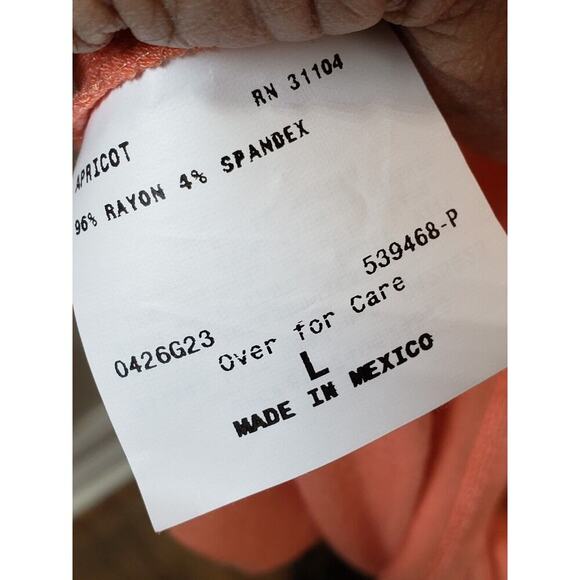 RN 31104
APRICOT
96% RAYON 4% SPANDEX
539468-P
0426G23
Over for Care
L
MADE IN MEXICO